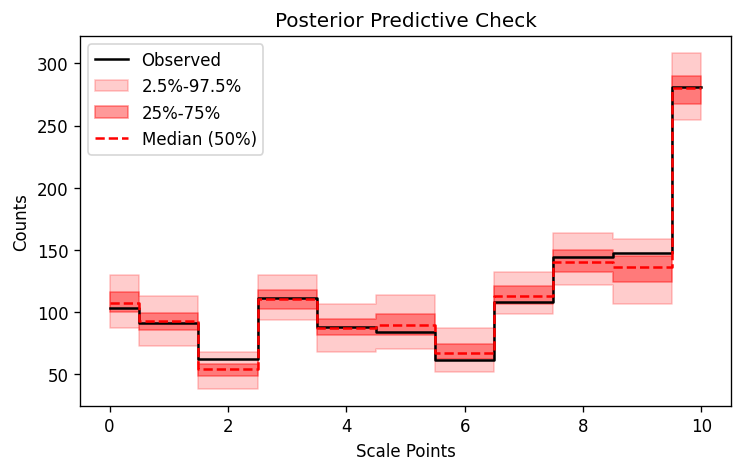 Posterior Predictive Check
Observed
2.5%-97.5%
25%-75%
Median (50%)
300
250
200
150
100
50
Counts
0 2 4 6 8 10
Scale Points